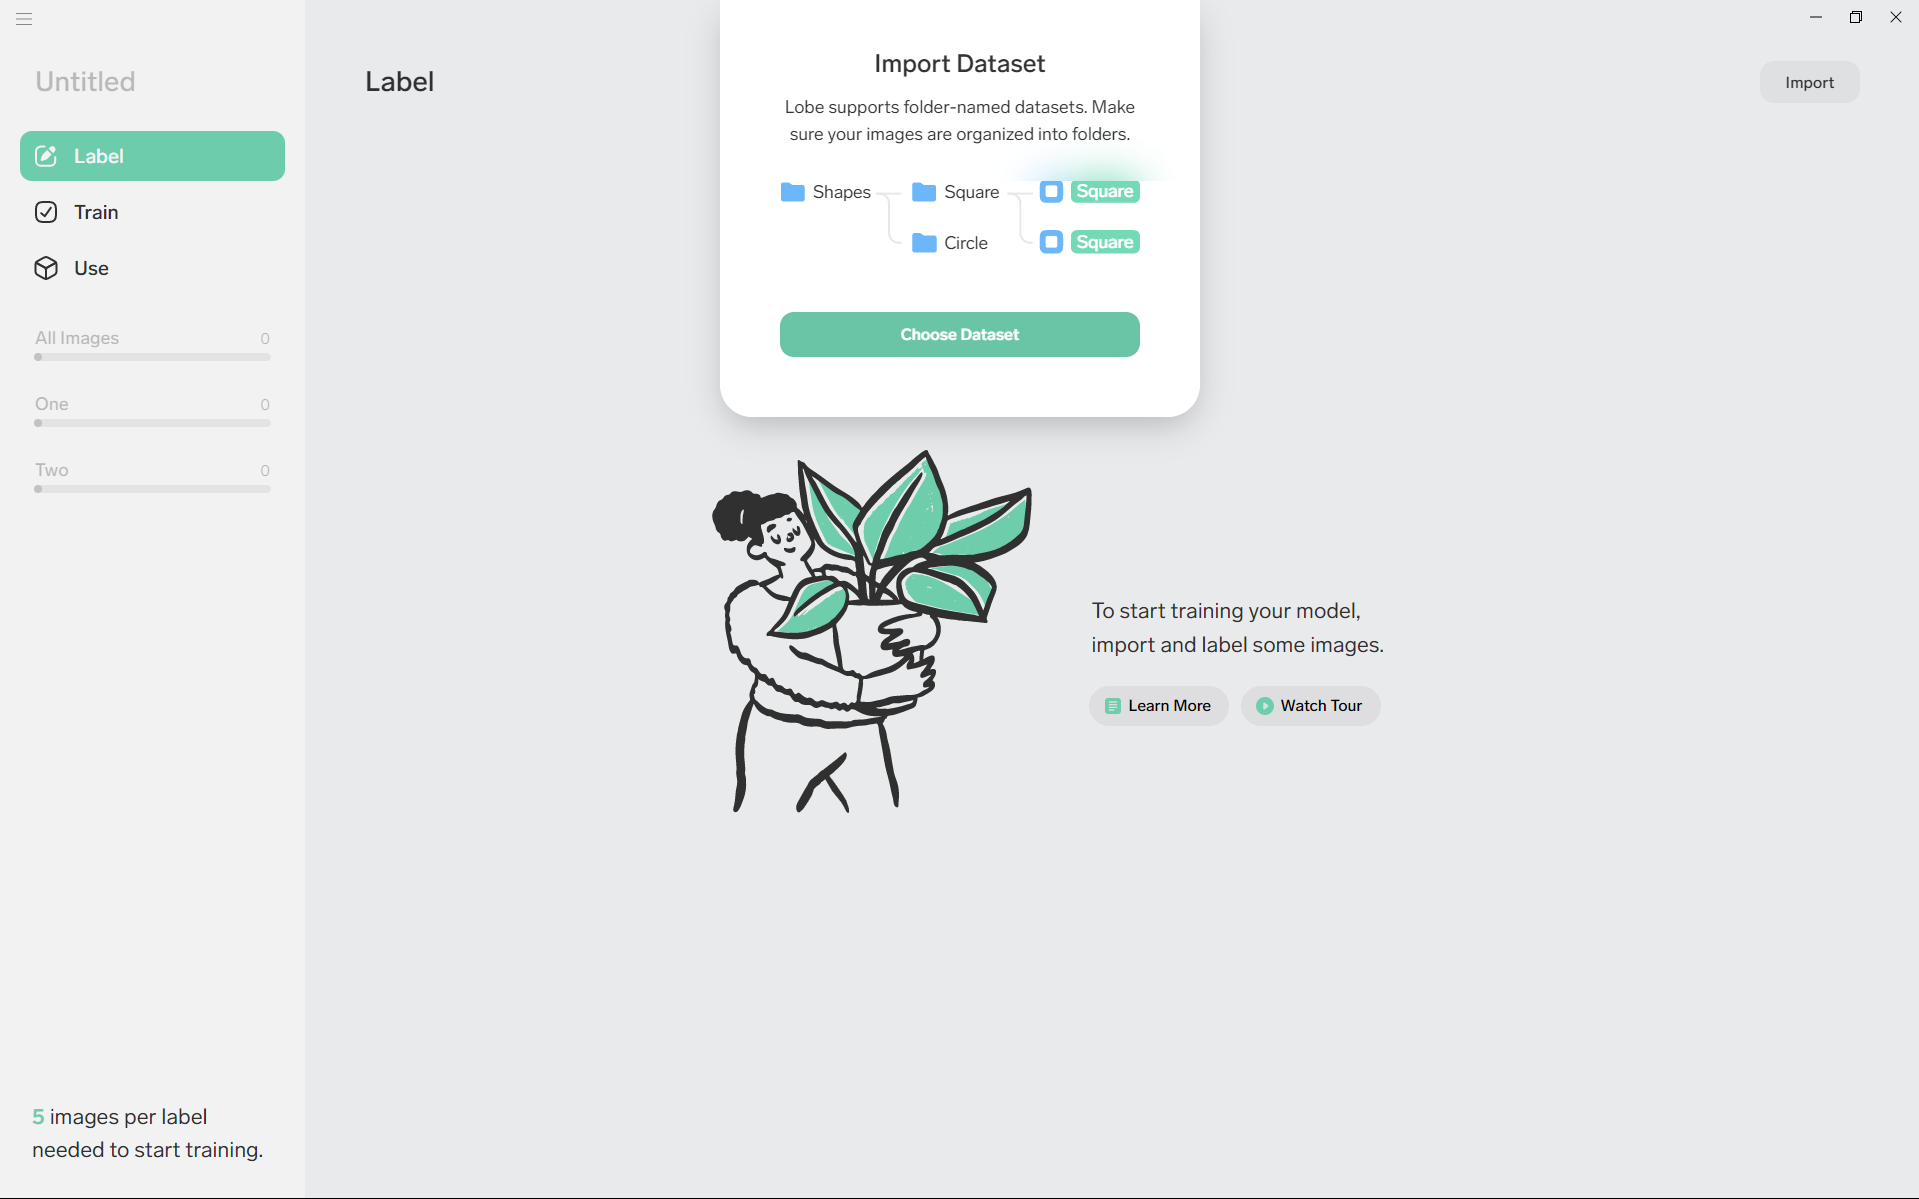 Untitled
Label
Train
Use
All Images 0
One 0
Two 0
5 images per label
needed to start training.
Label
Import
Import Dataset
Lobe supports folder-named datasets. Make
sure your images are organized into folders.
Shapes Square Square
Circle Square
Choose Dataset
To start training your model,
import and label some images.
Learn More Watch Tour